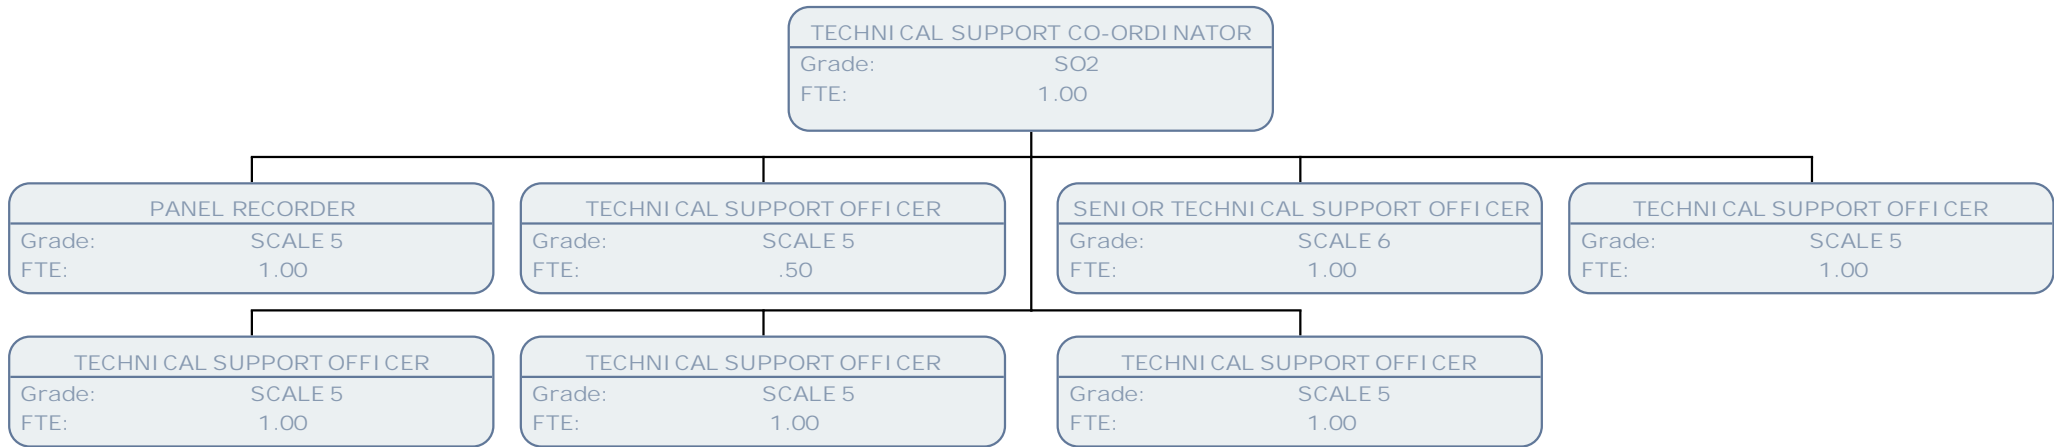 TECHNICAL SUPPORT CO-ORDINATOR
Grade: SO2
FTE: 1.00
PANEL RECORDER
Grade: SCALE 5
FTE: 1.00
TECHNICAL SUPPORT OFFICER
Grade: SCALE 5
FTE: .50
SENIOR TECHNICAL SUPPORT OFFICER
Grade: SCALE 6
FTE: 1.00
TECHNICAL SUPPORT OFFICER
Grade: SCALE 5
FTE: 1.00
TECHNICAL SUPPORT OFFICER
Grade: SCALE 5
FTE: 1.00
TECHNICAL SUPPORT OFFICER
Grade: SCALE 5
FTE: 1.00
TECHNICAL SUPPORT OFFICER
Grade: SCALE 5
FTE: 1.00